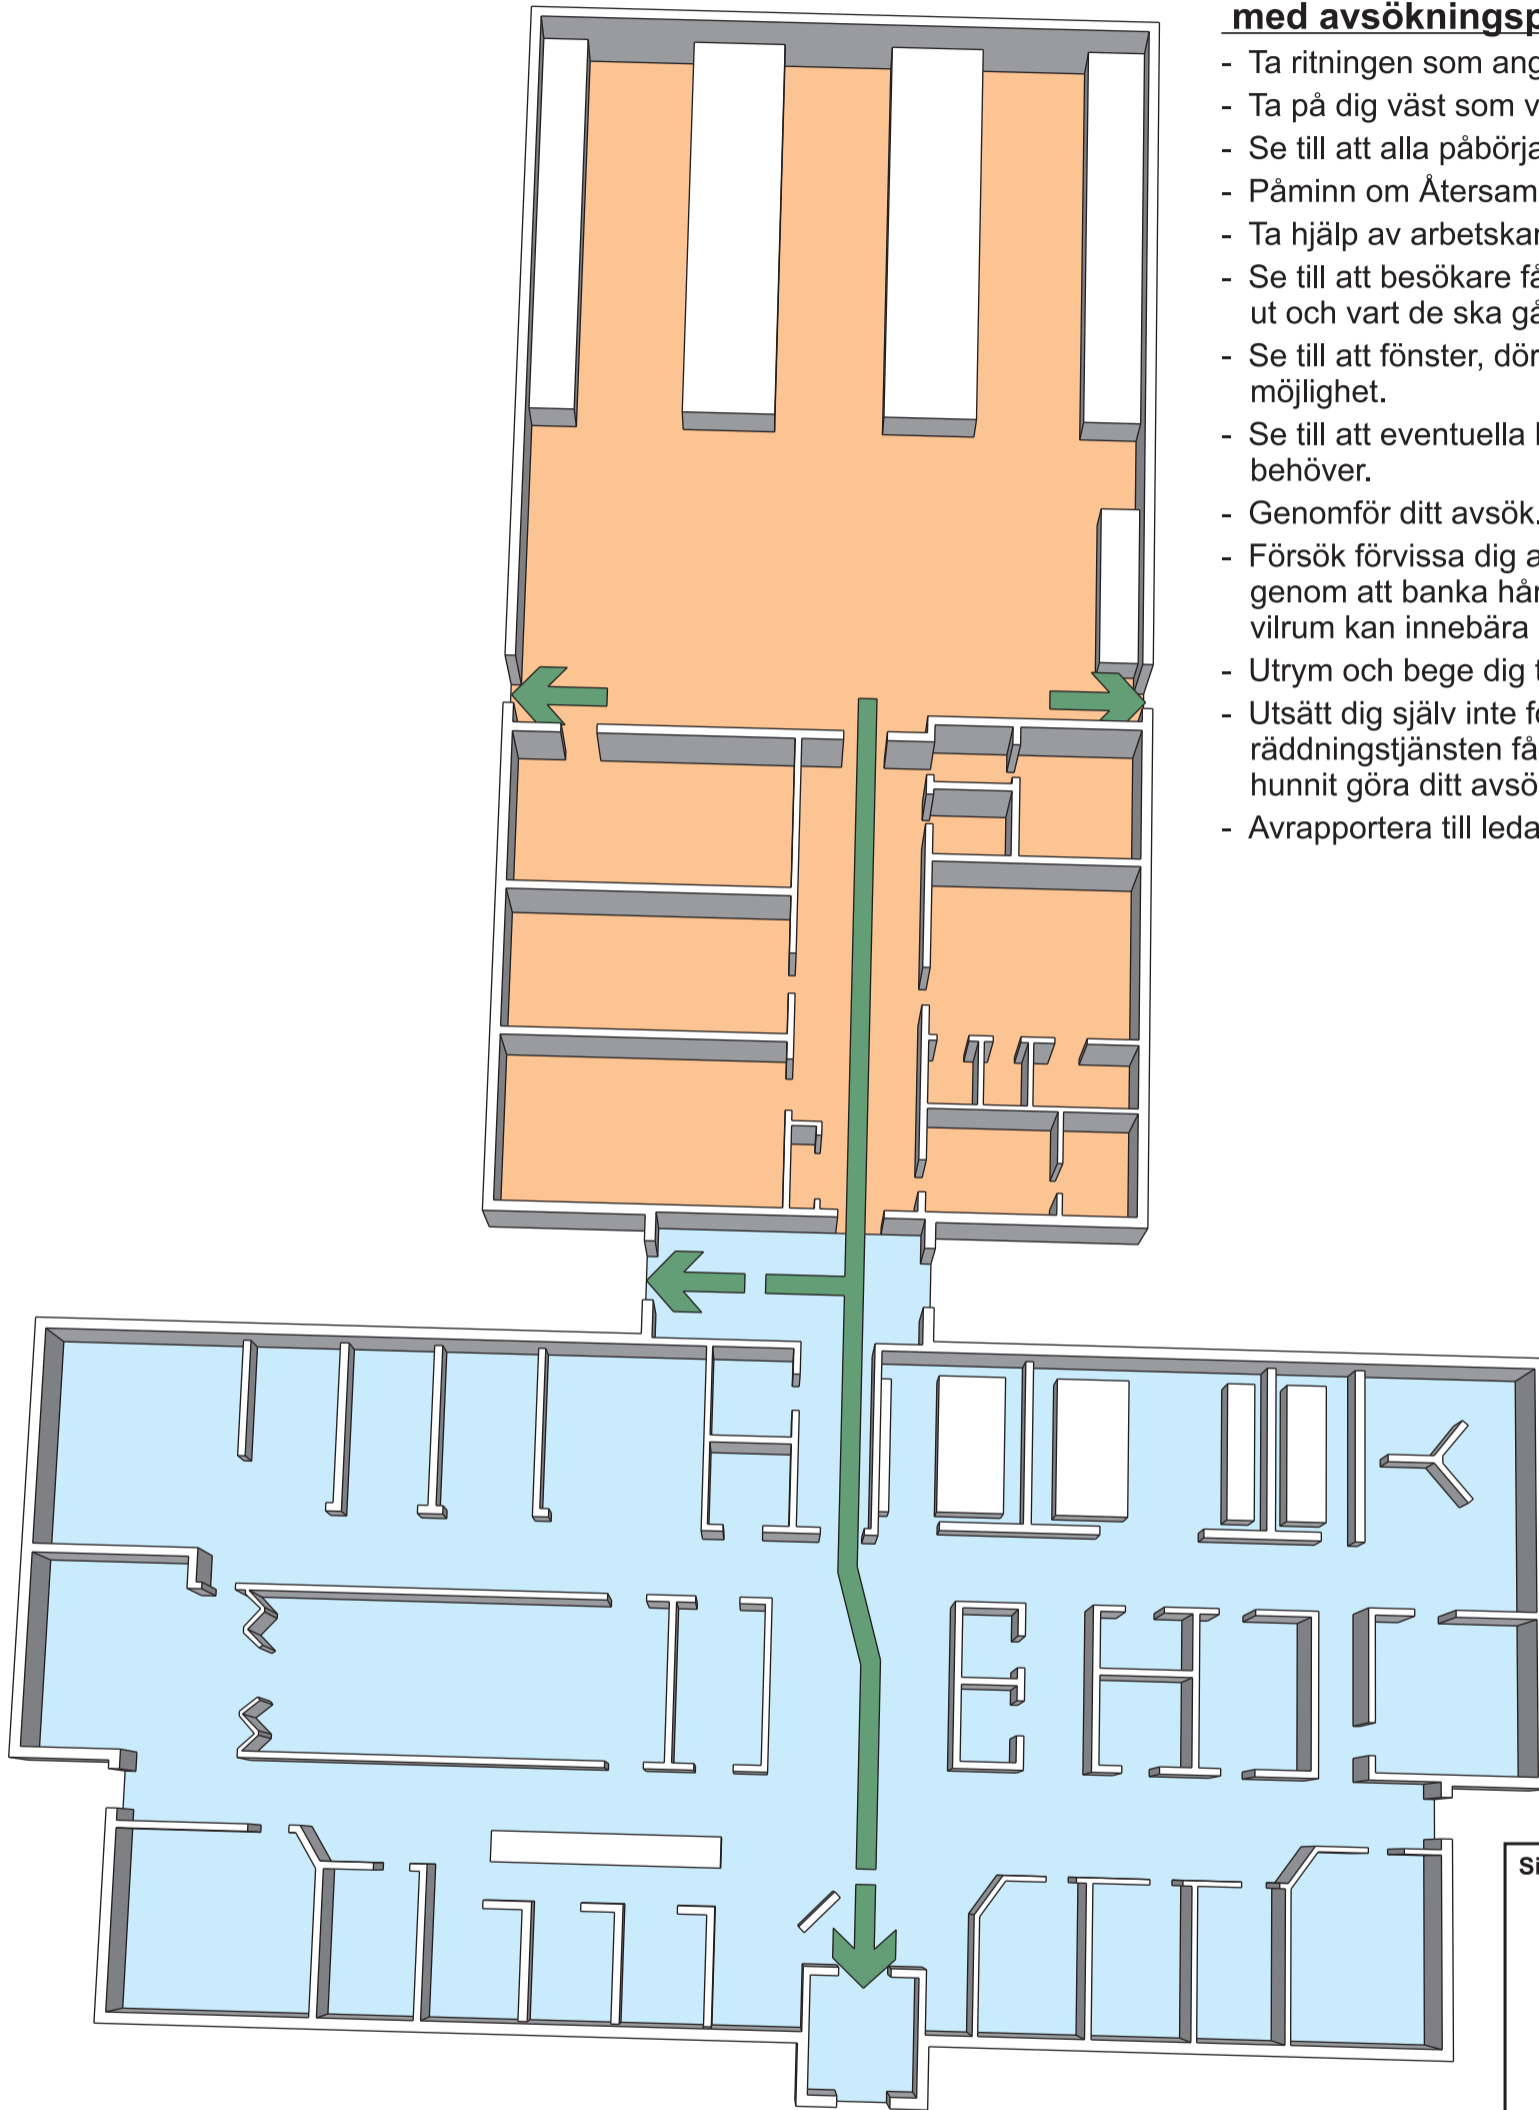 med avsökningsp
- Ta ritningen som ang
- Ta på dig väst som v
- Se till att alla påbörja
- Påminn om Återsam
- Ta hjälp av arbetskan
- Se till att besökare få
ut och vart de ska gå
- Se till att fönster, dör
möjlighet.
- Se till att eventuella
behöver.
- Genomför ditt avsök.
- Försök förvissa dig a
genom att banka hår
vilrum kan innebära
- Utrym och bege dig t
- Utsätt dig själv inte fö
räddningstjänsten få
hunnit göra ditt avsö
- Avrapportera till leda
Si